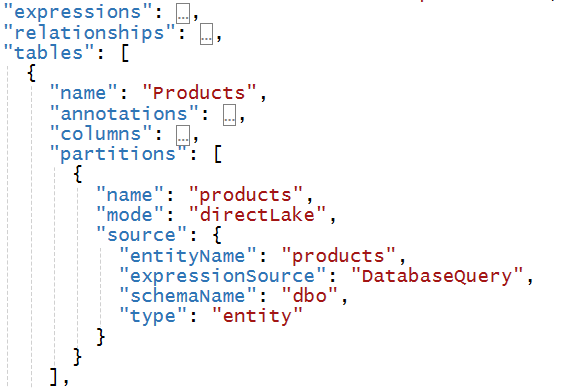 "expressions": ...,
"relationships": ...,
"tables": [
{
"name": "Products",
"annotations": ...,
"columns": ...,
"partitions": [
{
"name": "products",
"mode": "directLake",
"source": {
"entityName": "products",
"expressionSource": "DatabaseQuery",
"schemaName": "dbo",
"type": "entity"
}
}
],